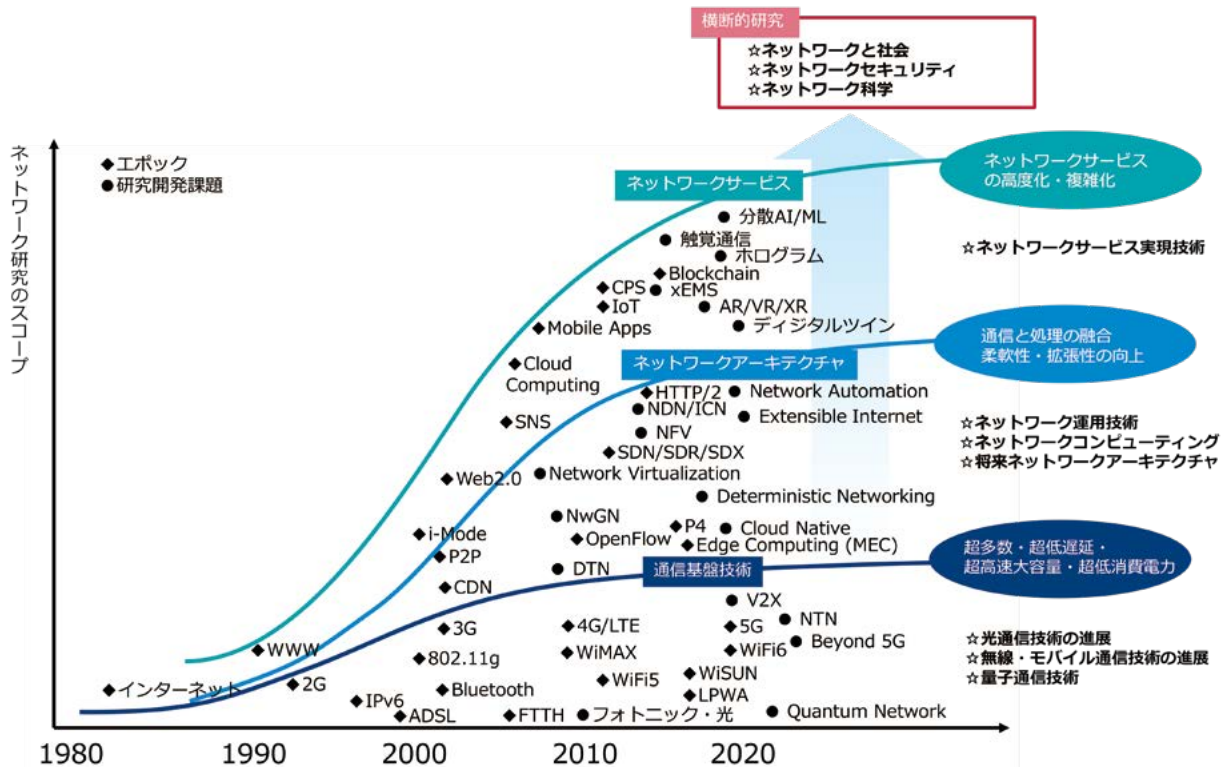 横断的研究
☆ネットワークと社会
☆ネットワークセキュリティ
☆ネットワーク科学
ネットワーク研究のスコープ
◆エポック
●研究開発課題
ネットワークサービス
ネットワークサービス
の高度化・複雑化
●分散AI/ML
●触覚通信
●ホログラム
☆ネットワークサービス実現技術
◆Blockchain
◆CPS
●xEMS
◆IoT
●AR/VR/XR
◆Mobile Apps
●ディジタルツイン
通信と処理の融合
柔軟性・拡張性の向上
ネットワークアーキテクチャ
◆Cloud
Computing
◆HTTP/2
●Network Automation
●NDN/ICN
●Extensible Internet
◆SNS
●NFV
☆ネットワーク運用技術
☆ネットワークコンピューティング
☆将来ネットワークアーキテクチャ
◆SDN/SDR/SDX
●Network Virtualization
◆Web2.0
●Deterministic Networking
●NwGN
◆P4
●Cloud Native
◆i-Mode
◆OpenFlow
◆Edge Computing (MEC)
◆P2P
超多数・超低遅延・
超高速大容量・超低消費電力
●DTN
通信基盤技術
◆CDN
●V2X
●NTN
◆3G
◆4G/LTE
◆5G
●Beyond 5G
☆光通信技術の進展
☆無線・モバイル通信技術の進展
☆量子通信技術
◆WWW
◆802.11g
◆WiMAX
◆WiFi6
◆WiFi5
◆WiSUN
◆インターネット
◆2G
◆Bluetooth
◆LPWA
◆IPv6
◆ADSL
◆FTTH
●フォトニック・光
●Quantum Network
1980
1990
2000
2010
2020